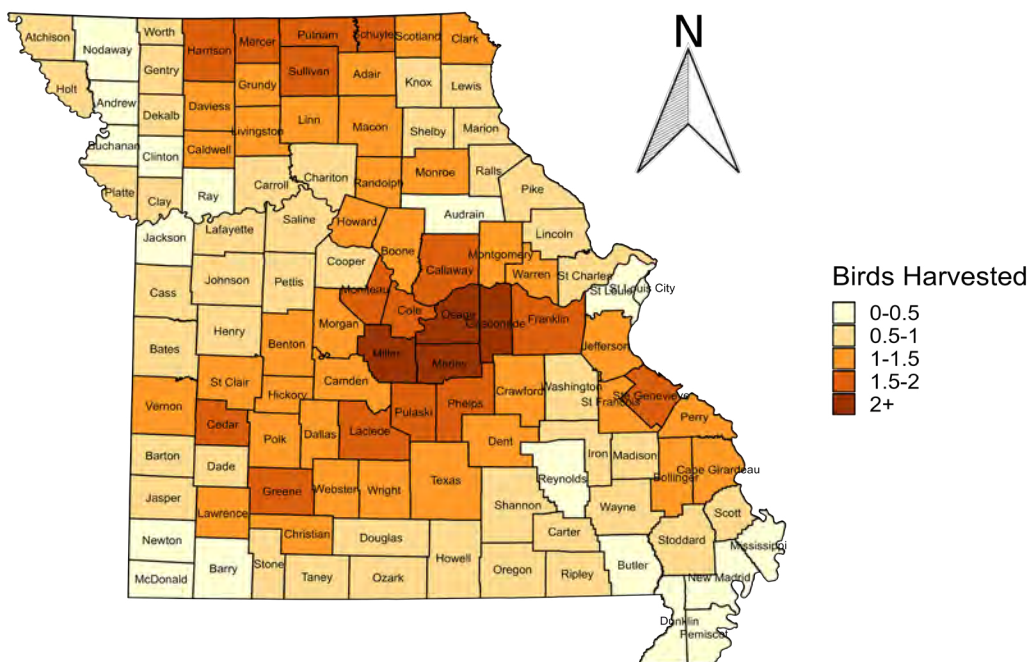 N
Atchison
Nodaway
Worth
Harrison
Mercer
Putnam
Schuyle
Scotland
Clark
Gentry
Sullivan
Adair
Knox
Lewis
Holt
Andrew
Dekalb
Daviess
Grundy
Linn
Macon
Shelby
Marion
Livingston
Buchanan
Clinton
Caldwell
Chariton
Randolph
Monroe
Ralls
Pike
Platte
Clay
Ray
Carroll
Audrain
Lincoln
Jackson
Lafayette
Saline
Howard
Boone
Callaway
Montgomery
Warren
St Charles
St Louis
St Louis City
Cass
Johnson
Pettis
Cooper
Moniteau
Cole
Osage
Gasconade
Franklin
Jefferson
Bates
Henry
Benton
Morgan
Miller
Maries
Camden
St Clair
Hickory
Crawford
Washington
St Francois
Ste Genevieve
Perry
Vernon
Cedar
Polk
Dallas
Laclede
Pulaski
Phelps
Dent
Iron
Madison
Bollinger
Cape Girardeau
Barton
Dade
Greene
Webster
Wright
Texas
Reynolds
Jasper
Lawrence
Christian
Douglas
Shannon
Wayne
Scott
Newton
Barry
Stone
Taney
Ozark
Howell
Carter
Oregon
Ripley
Butler
Stoddard
Mississippi
New Madrid
McDonald
Dunklin
Pemiscot
Birds Harvested
0-0.5
0.5-1
1-1.5
1.5-2
2+